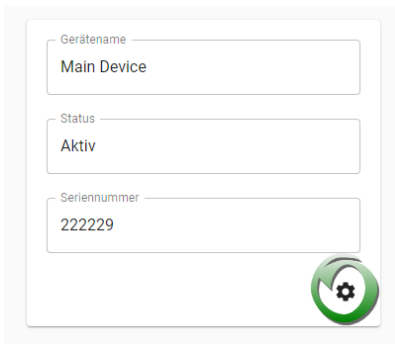 Gerätename
Main Device
Status
Aktiv
Seriennummer
222229